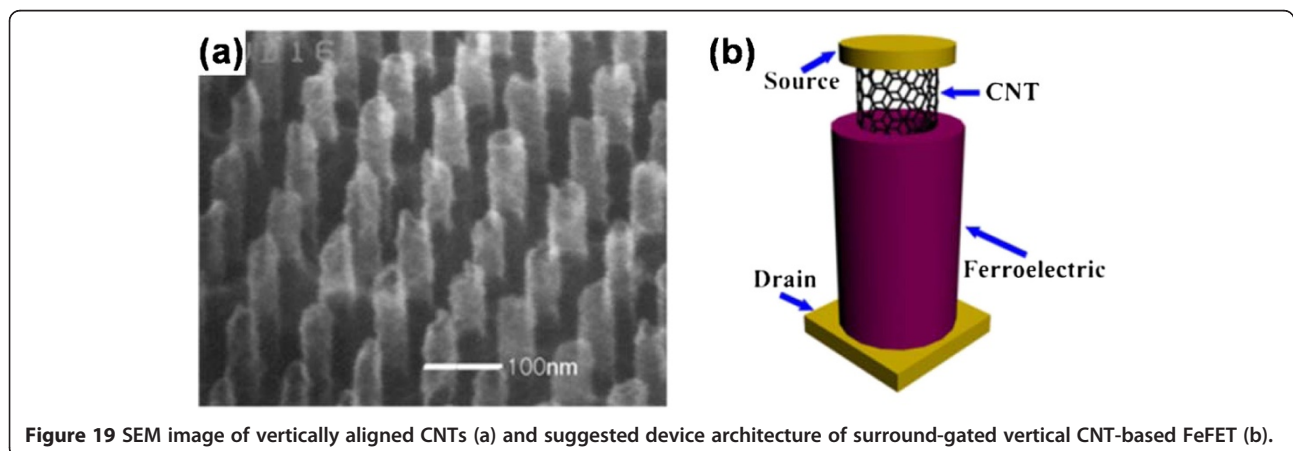 (a)
100nm
(b)
Source
CNT
Ferroelectric
Drain
Figure 19 SEM image of vertically aligned CNTs (a) and suggested device architecture of surround-gated vertical CNT-based FeFET (b).